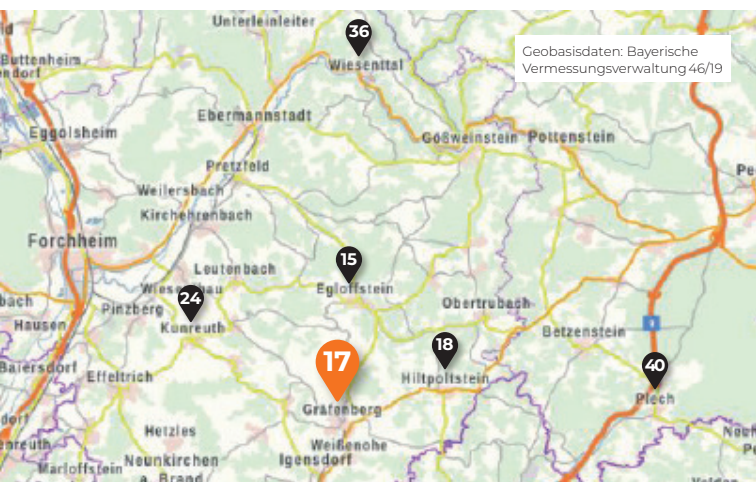 Unterleinleiter
36
Wiesenttal
Geobasisdaten: Bayerische
Vermessungsverwaltung 46/19
Buttenheim
Ebermannstadt
Eggolsheim
Gößweinstein
Pottenstein
Pretzfeld
Weilersbach
Kirchehrenbach
Forchheim
15
Leutenbach
Egloffstein
24
Pinzberg
Obertrubach
Hausen
Kunreuth
Betzenstein
18
17
40
Baiersdorf
Effeltrich
Hiltpoltstein
Plech
9
Gräfenberg
Hetzles
Weißenohe
Igensdorf
Marloffstein
Neunkirchen
a. Brand